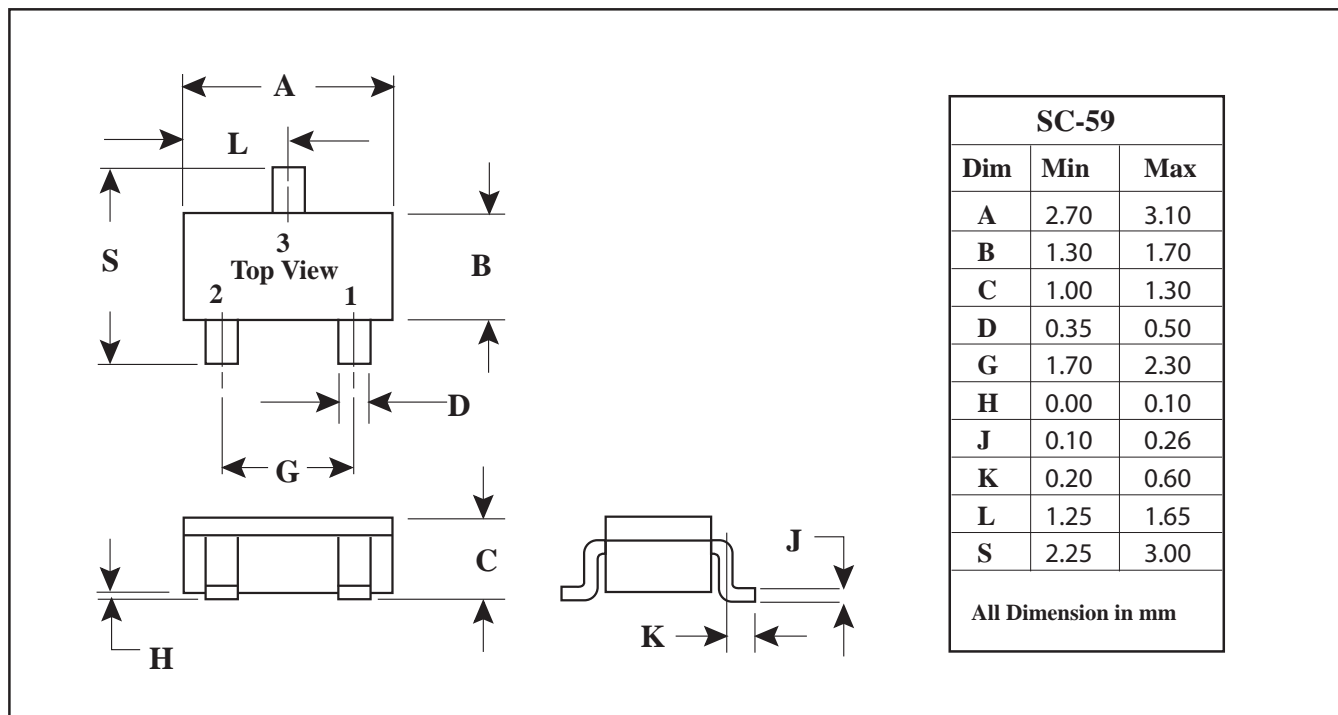 A
L
S
3
Top View
2
1
B
D
G
C
H
J
K
SC-59
Dim Min Max
A 2.70 3.10
B 1.30 1.70
C 1.00 1.30
D 0.35 0.50
G 1.70 2.30
H 0.00 0.10
J 0.10 0.26
K 0.20 0.60
L 1.25 1.65
S 2.25 3.00
All Dimension in mm